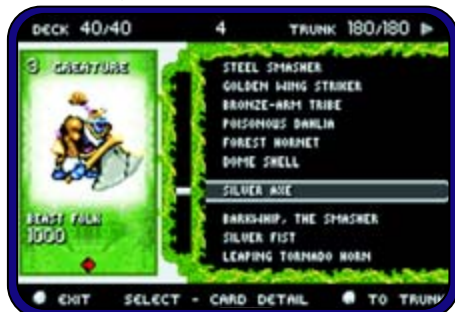 DECK 40/40 4 TRUNK 180/180
3 CREATURE
BEAST FOLK
1000
STEEL SMASHER
GOLDEN WING STRIKER
BRONZE-ARM TRIBE
POISONOUS DAHLIA
FOREST HORNET
DOME SHELL
SILVER AXE
BARKWHIP, THE SMASHER
SILVER FIST
LEAPING TORNADO HORN
EXIT SELECT - CARD DETAIL TO TRUNK